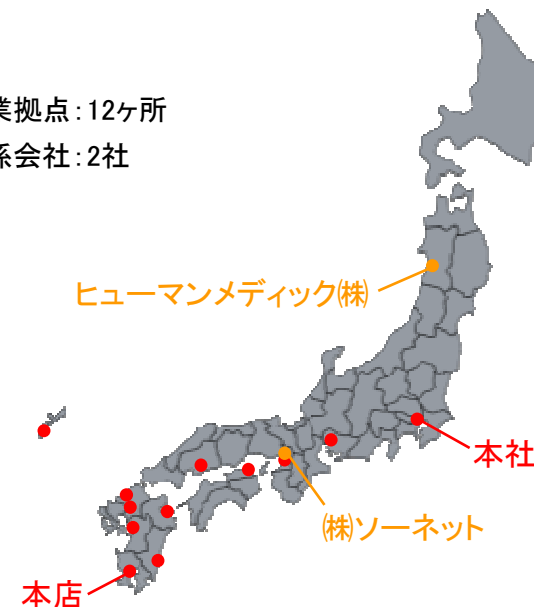 業拠点:12ヶ所
係会社:2社
ヒューマンメディック㈱
本社
㈱ソーネット
本店